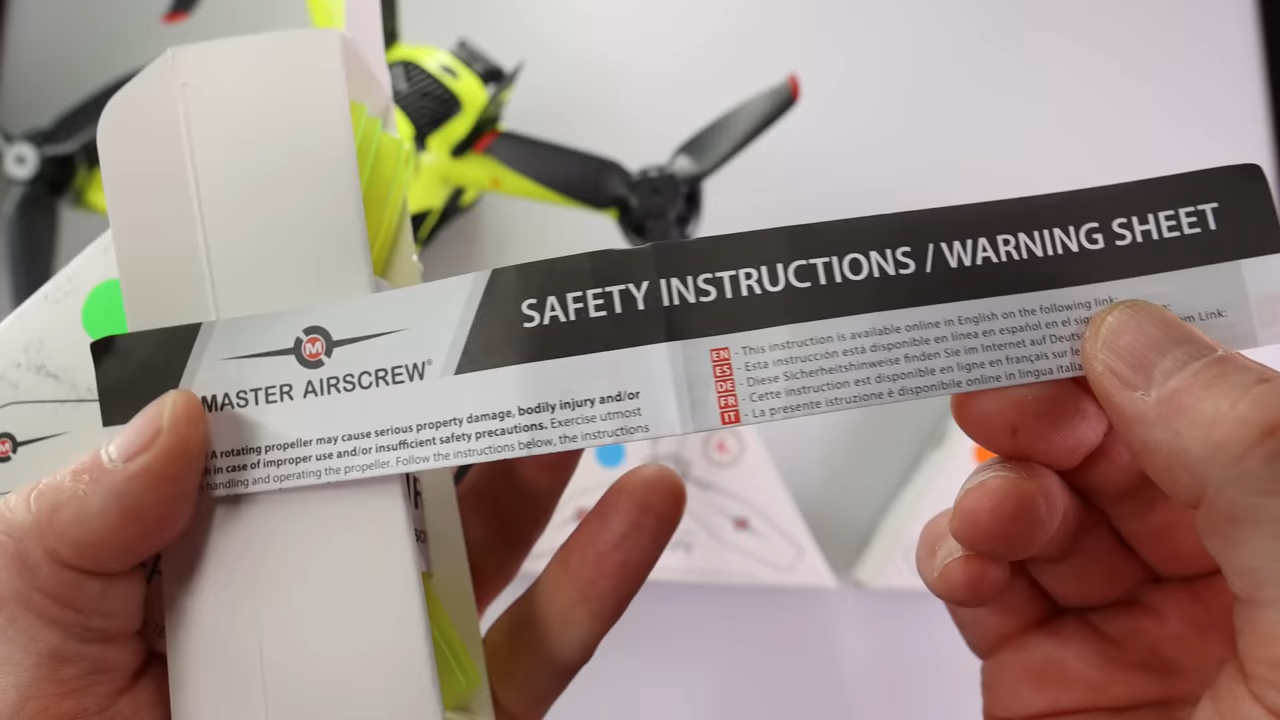 SAFETY INSTRUCTIONS / WARNING SHEET
M
MASTER AIRSCREW®
A rotating propeller may cause serious property damage, bodily injury and/or
in case of improper use and/or insufficient safety precautions. Exercise utmost
handling and operating the propeller. Follow the instructions below, the instructions
EN - This instruction is available online in English on the following link:
ES - Esta instrucción está disponible en línea en español en el
DE - Diese Sicherheitshinweise finden Sie im Internet auf Link:
FR - Cette instruction est disponible en ligne en français sur le
IT - La presente istruzione è disponibile online in lingua
M